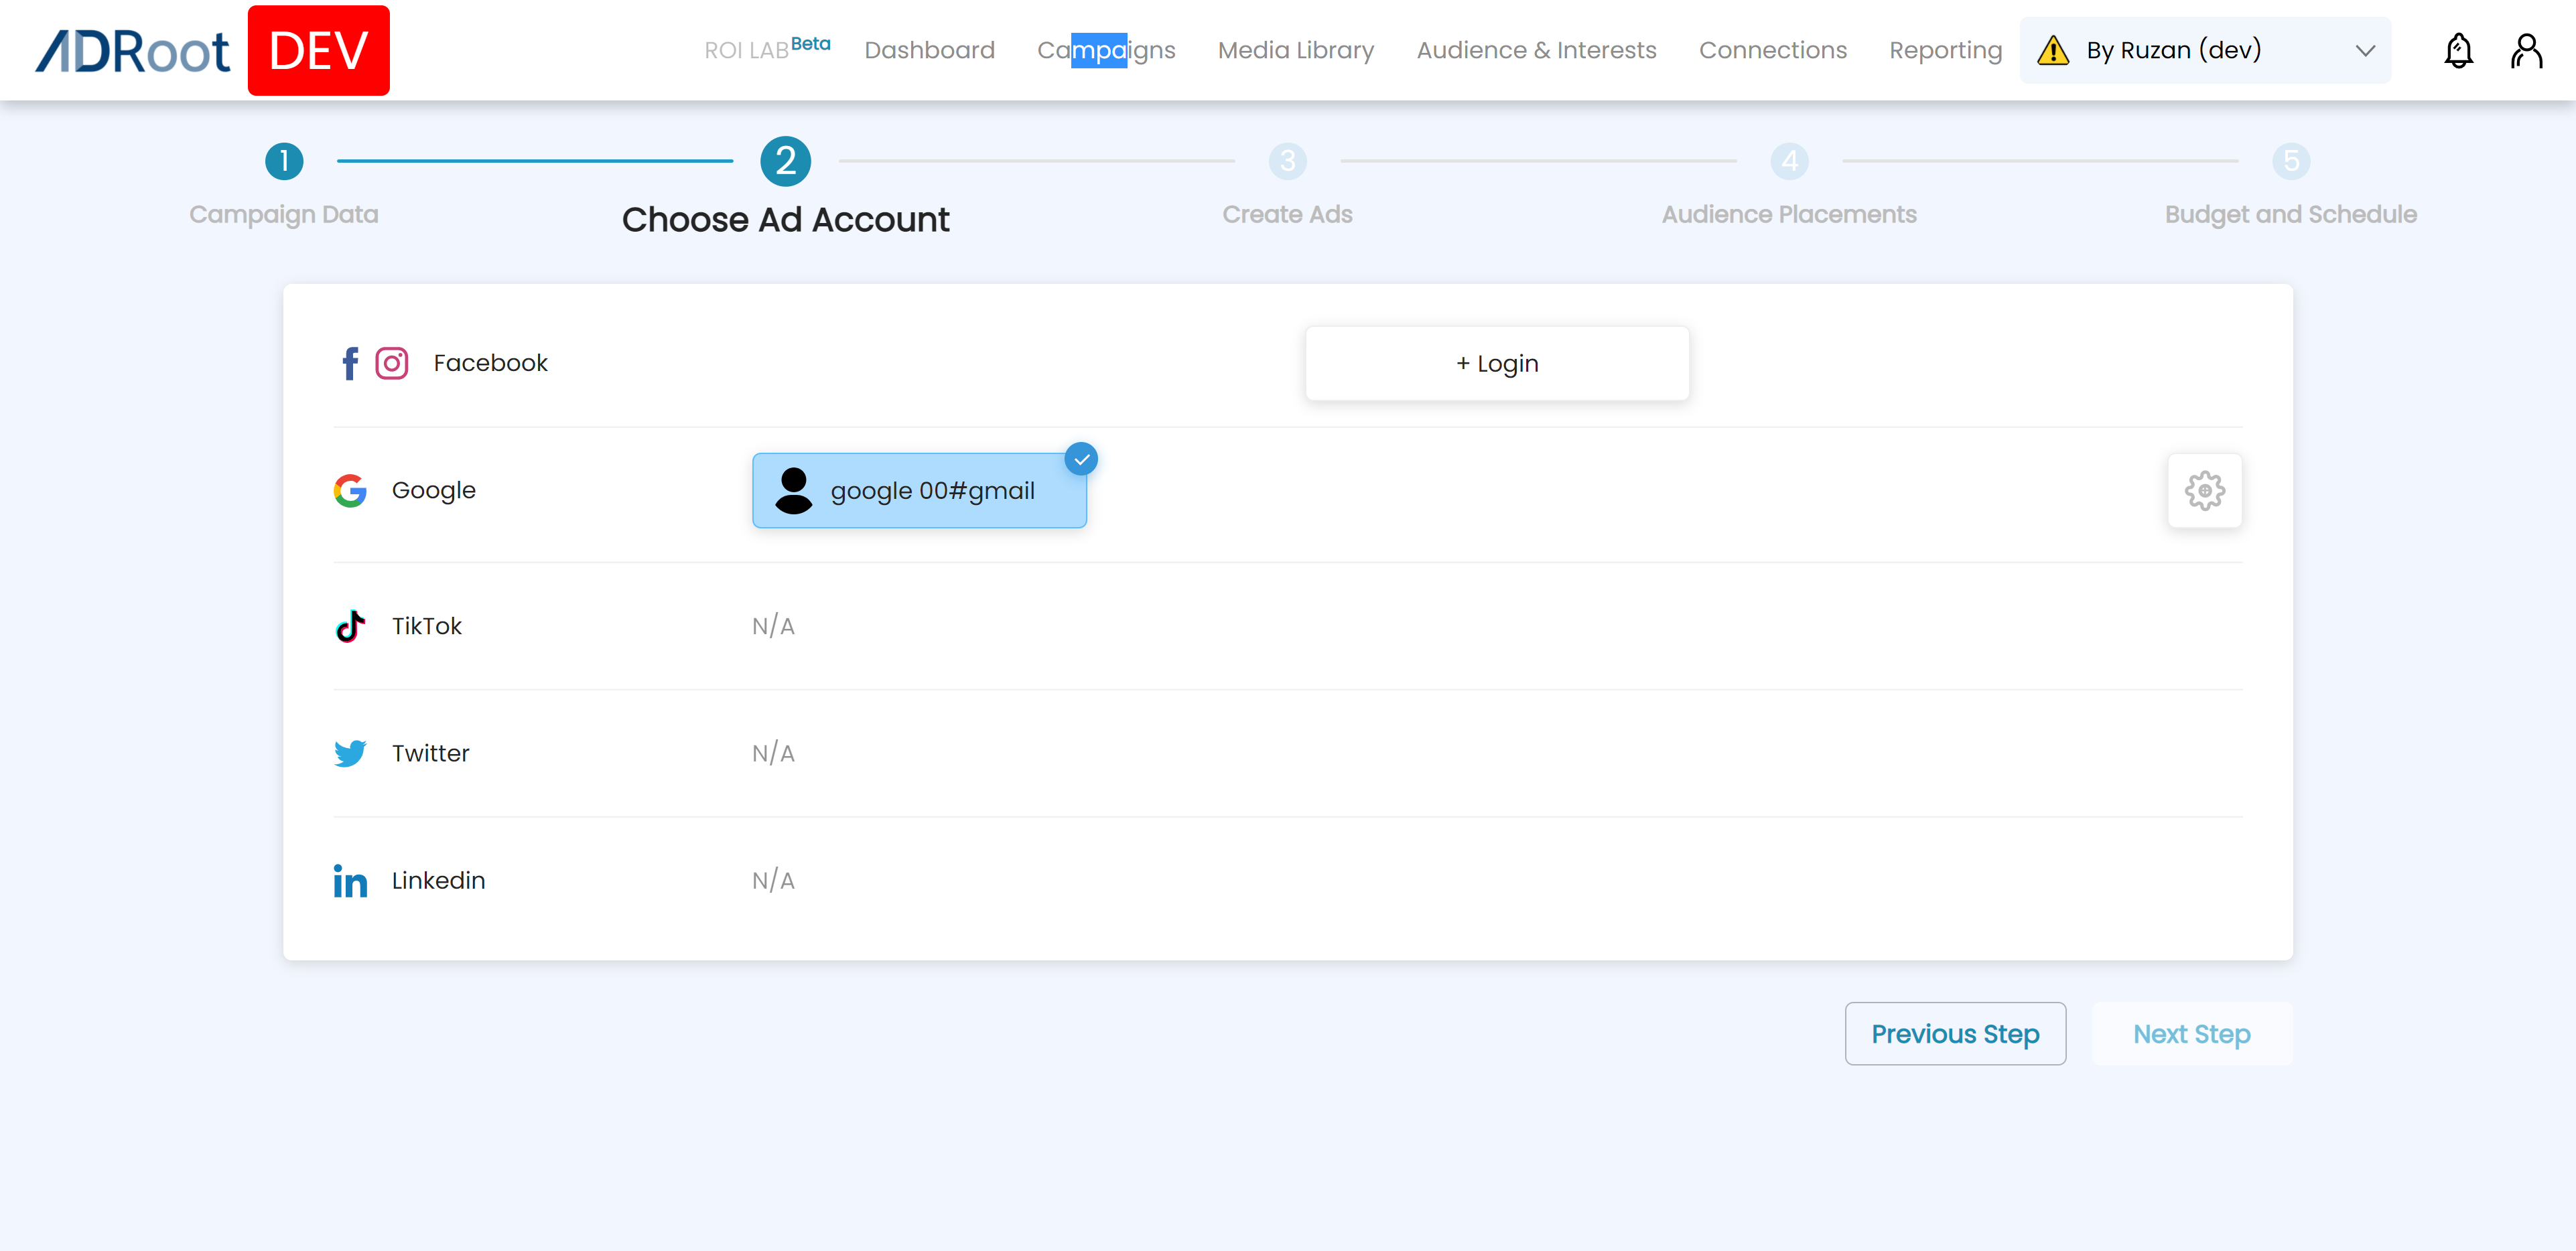 ADRoot DEV
ROI LAB Beta Dashboard Campaigns Media Library Audience & Interests Connections Reporting By Ruzan (dev)
1 2 3 4 5
Campaign Data Choose Ad Account Create Ads Audience Placements Budget and Schedule
Facebook + Login
Google google 00#gmail
TikTok N/A
Twitter N/A
Linkedin N/A
Previous Step Next Step